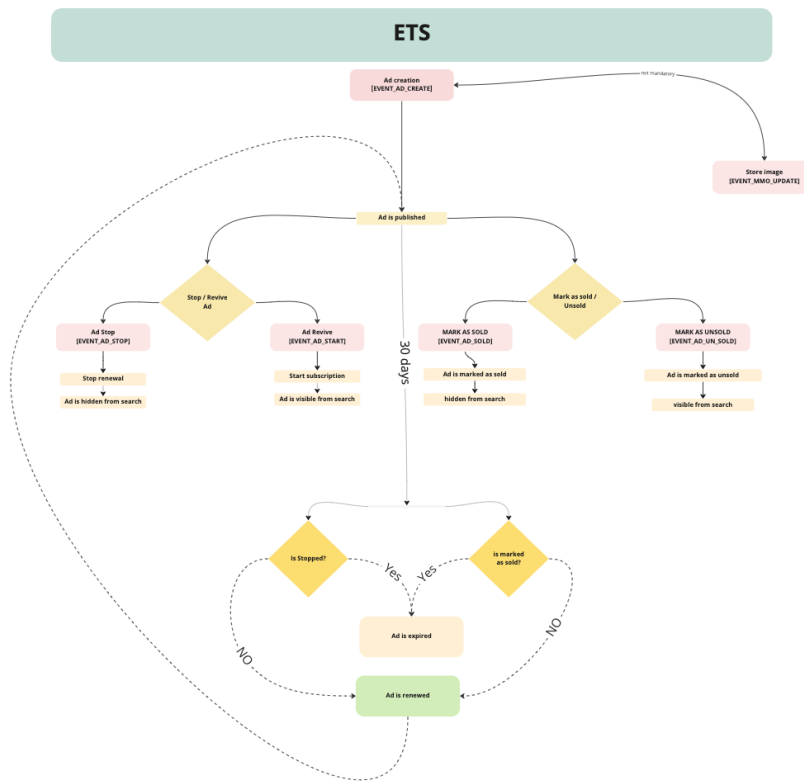 ETS
Ad creation
[EVENT_AD_CREATE]
not mandatory
Store image
[EVENT_MMO_UPDATE]
Ad is published
Stop / Revive
Ad
Mark as sold /
Unsold
Ad Stop
[EVENT_AD_STOP]
Ad Revive
[EVENT_AD_START]
MARK AS SOLD
[EVENT_AD_SOLD]
MARK AS UNSOLD
[EVENT_AD_UN_SOLD]
30 days
Stop renewal
Start subscription
Ad is marked as sold
Ad is marked as unsold
Ad is hidden from search
Ad is visible from search
hidden from search
visible from search
Is Stopped?
is marked
as sold?
Yes
Yes
Ad is expired
NO
NO
Ad is renewed